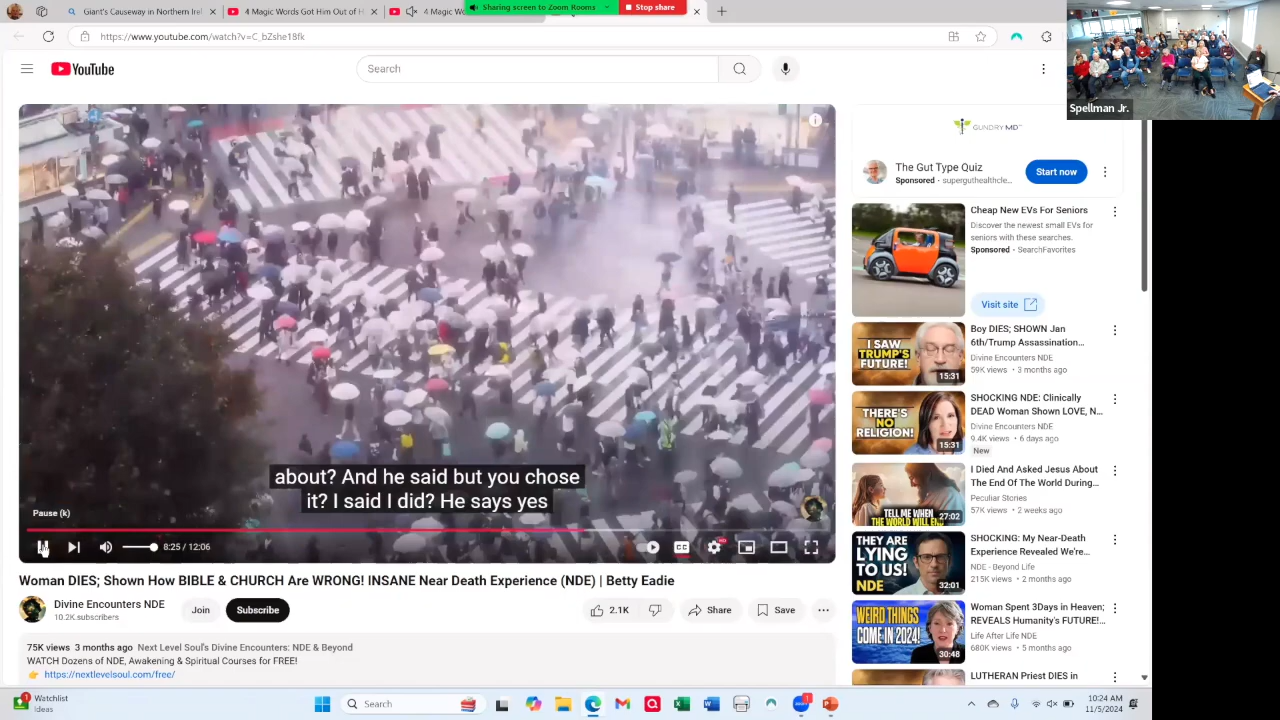 Giant's Causeway in Northern Irel
4 Magic Words Got Him Out of H
4 Magic W
Sharing screen to Zoom Rooms
Stop share
https://www.youtube.com/watch?v=C_bZshe18fk
YouTube
Search
Spellman Jr.
GUNDRY MD
The Gut Type Quiz
Sponsored · superguthealthcle...
Start now
Cheap New EVs For Seniors
Discover the newest small EVs for
seniors with these searches.
Sponsored · SearchFavorites
Visit site
I SAW
TRUMP'S
FUTURE!
15:31
Boy DIES; SHOWN Jan
6th/Trump Assassination...
Divine Encounters NDE
59K views • 3 months ago
THERE'S
NO
RELIGION!
15:31
SHOCKING NDE: Clinically
DEAD Woman Shown LOVE, N...
Divine Encounters NDE
9.4K views • 6 days ago
New
TELL ME WHEN
THE WORLD WILL END
27:02
I Died And Asked Jesus About
The End Of The World During...
Peculiar Stories
57K views • 2 weeks ago
THEY ARE
LYING
TO US!
NDE
32:01
SHOCKING: My Near-Death
Experience Revealed We're...
NDE - Beyond Life
215K views • 2 months ago
WEIRD THINGS
COME IN 2024!
30:48
Woman Spent 3Days in Heaven;
REVEALS Humanity's FUTURE!...
Life After Life NDE
680K views • 5 months ago
LUTHERAN Priest DIES in
about? And he said but you chose
it? I said I did? He says yes
Pause (k)
8:25 / 12:06
CC
HD
Woman DIES; Shown How BIBLE & CHURCH Are WRONG! INSANE Near Death Experience (NDE) | Betty Eadie
Divine Encounters NDE
10.2K subscribers
Join
Subscribe
2.1K
Share
Save
75K views 3 months ago Next Level Soul's Divine Encounters: NDE & Beyond
WATCH Dozens of NDE, Awakening & Spiritual Courses for FREE!
https://nextlevelsoul.com/free/
1
Watchlist
Ideas
Search
1
10:24 AM
11/5/2024